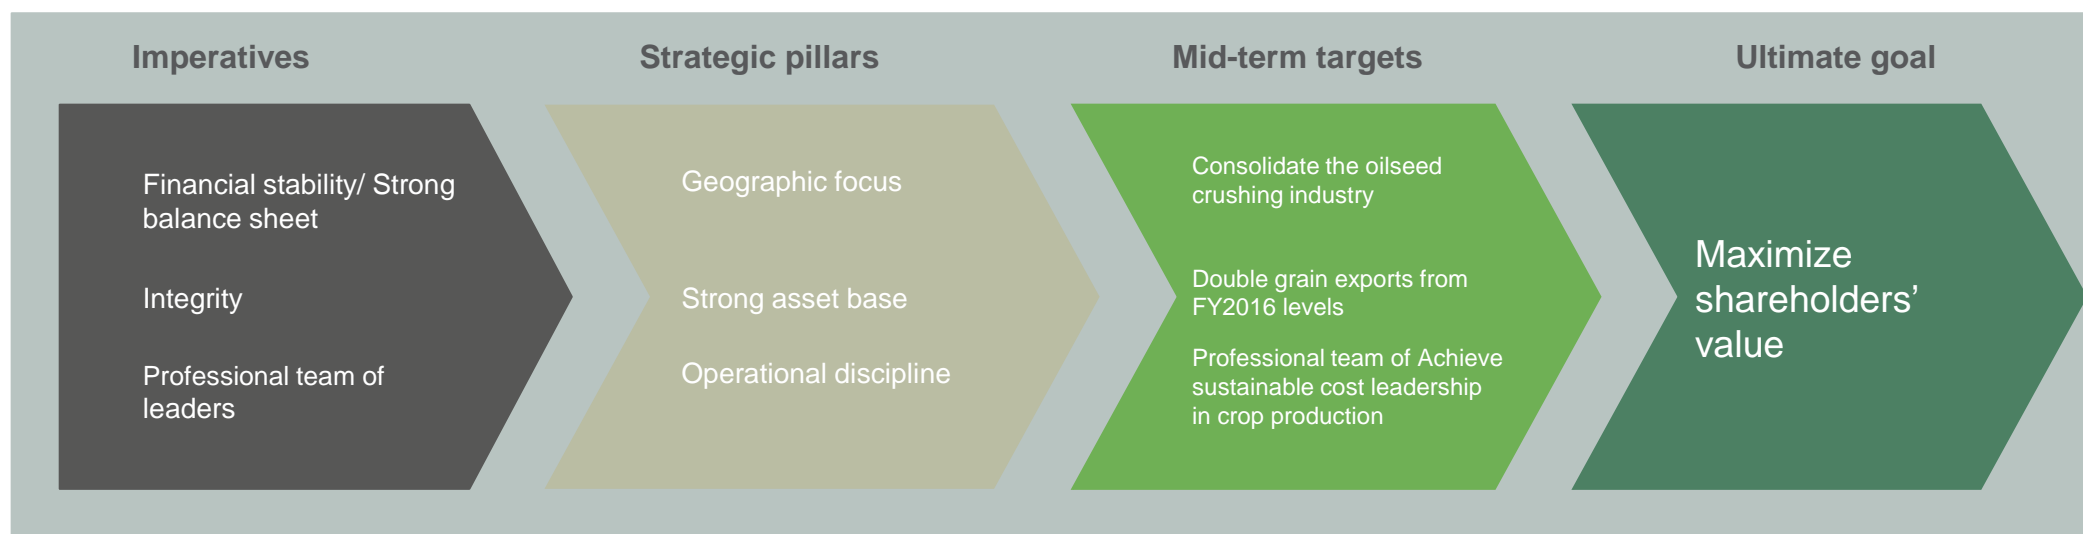 Imperatives
Financial stability/ Strong
balance sheet
Integrity
Professional team of
leaders
Strategic pillars
Geographic focus
Strong asset base
Operational discipline
Mid-term targets
Consolidate the oilseed
crushing industry
Double grain exports from
FY2016 levels
Professional team of Achieve
sustainable cost leadership
in crop production
Ultimate goal
Maximize
shareholders’
value